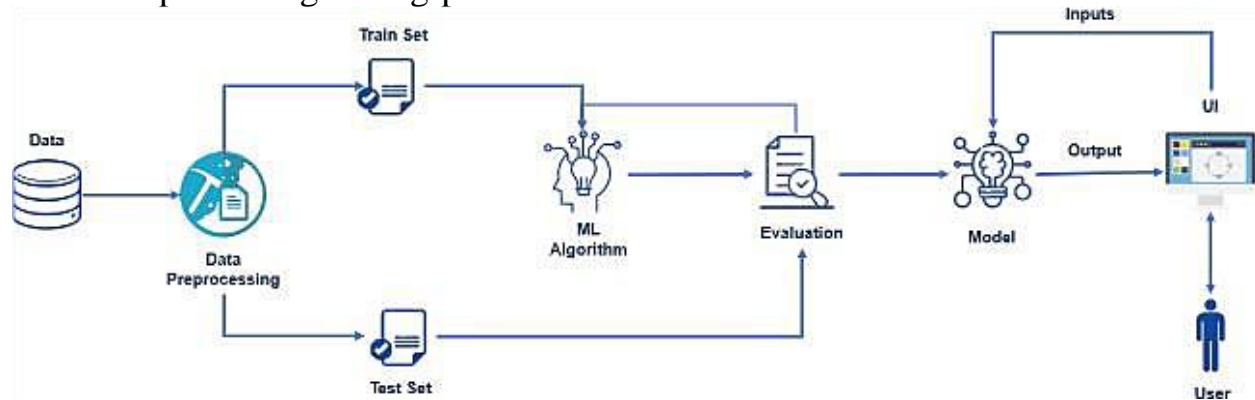 Inputs
Train Set
UI
Data
Output
ML
Algorithm
Evaluation
Model
Data
Preprocessing
Test Set
User